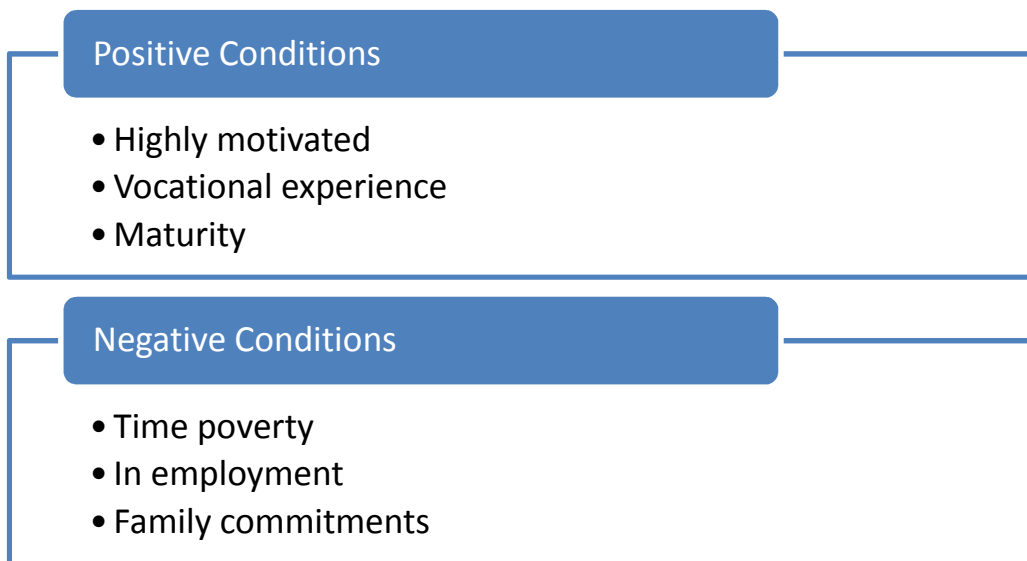 Positive Conditions
• Highly motivated
• Vocational experience
• Maturity
Negative Conditions
• Time poverty
• In employment
• Family commitments